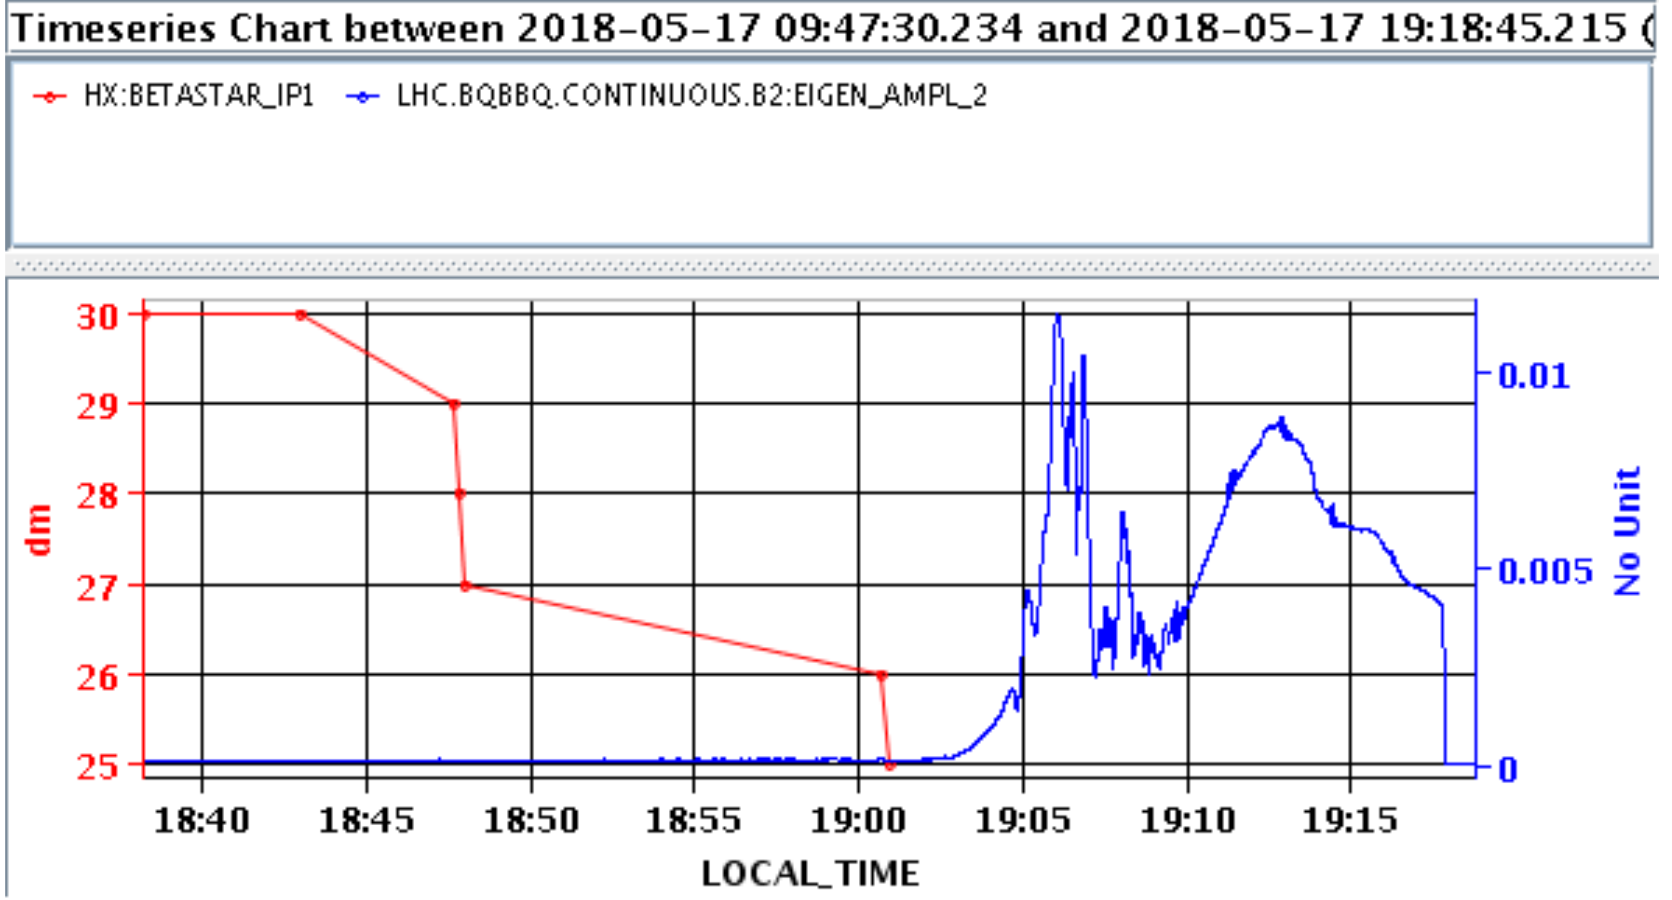 Timeseries Chart between 2018-05-17 09:47:30.234 and 2018-05-17 19:18:45.215 (
HX:BETASTAR_IP1 LHC.BQBBQ.CONTINUOUS.B2:EIGEN_AMPL_2
30
29
28
27
26
25
dm
0.01
0.005
0
No Unit
18:40 18:45 18:50 18:55 19:00 19:05 19:10 19:15
LOCAL_TIME